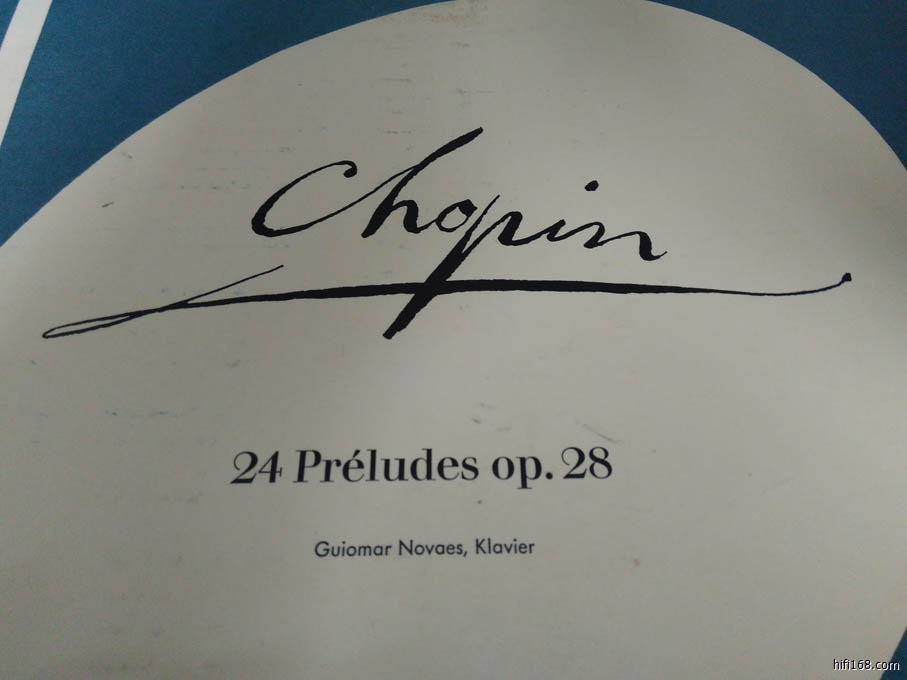 Chopin
24 Préludes op. 28
Guiomar Novaes, Klavier
hifi168.com